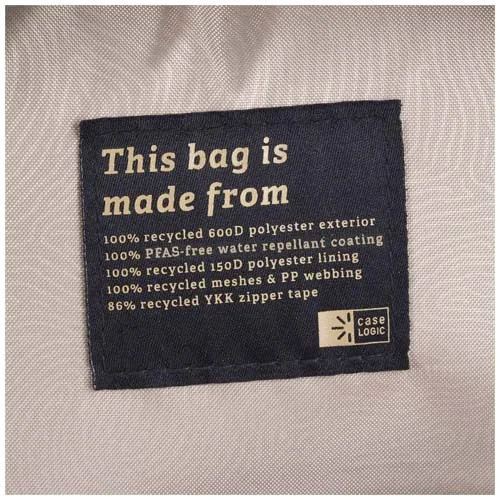 This bag is
made from
100% recycled 600D polyester exterior
100% PFAS-free water repellant coating
100% recycled 150D polyester lining
100% recycled meshes & PP webbing
86% recycled YKK zipper tape
case
LOGIC